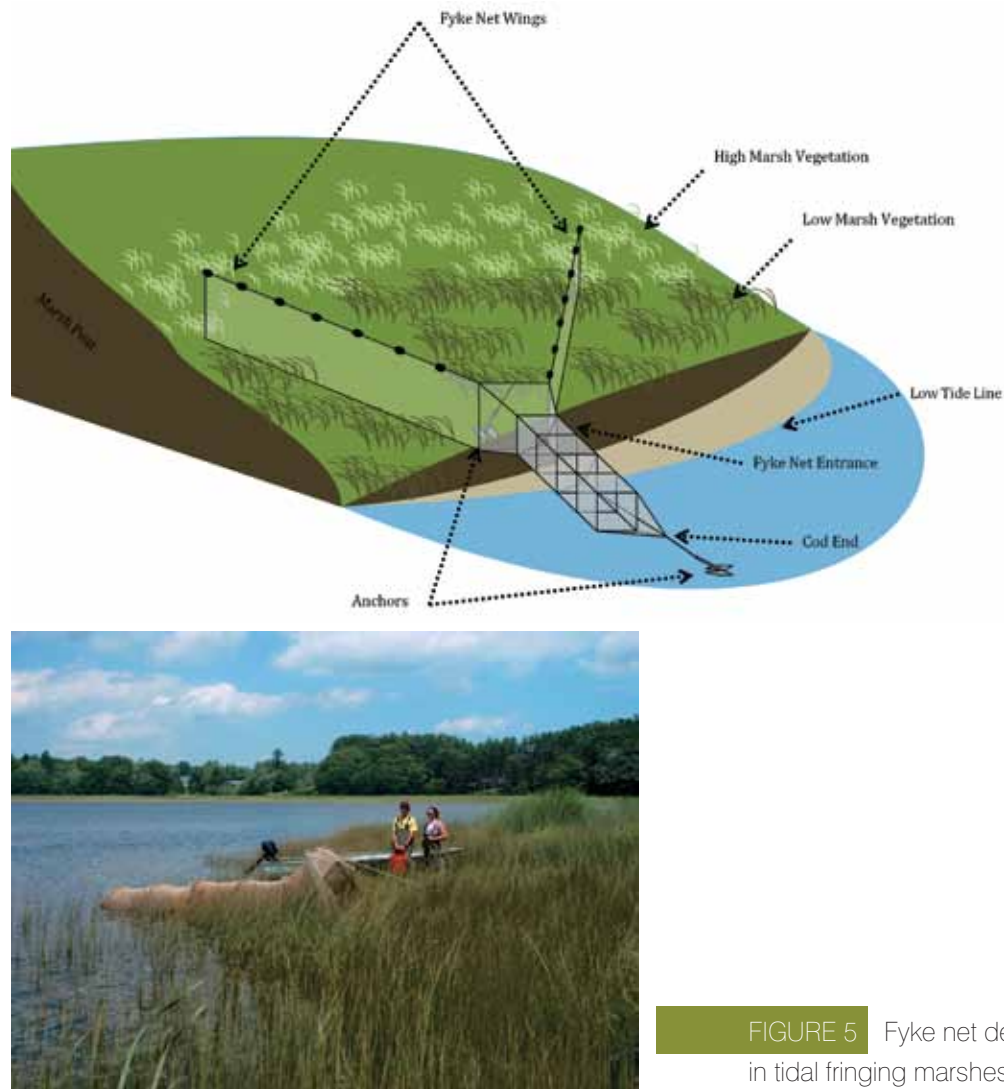 Fyke Net Wings
High Marsh Vegetation
Low Marsh Vegetation
Marsh Peat
Low Tide Line
Fyke Net Entrance
Cod End
Anchors
FIGURE 5 Fyke net de
in tidal fringing marshes